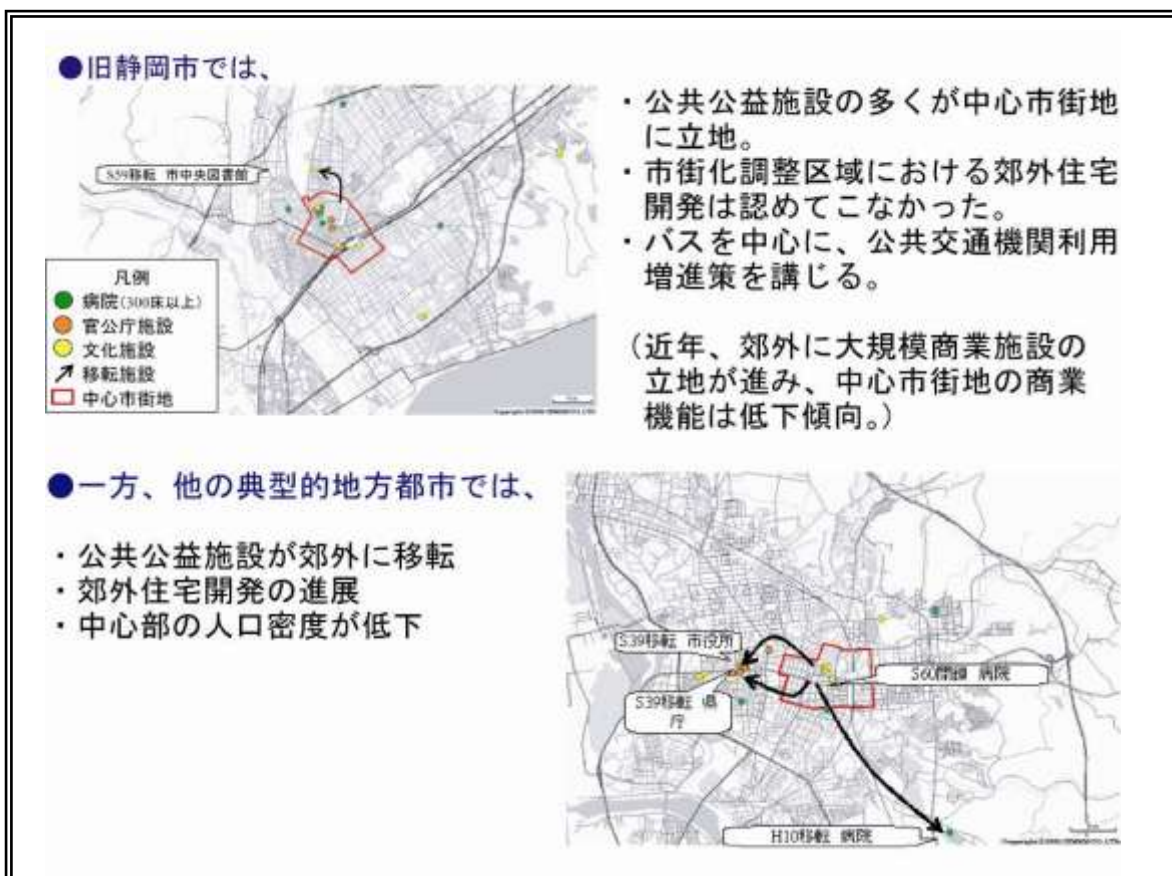 ●旧静岡市では、
S59移転 市中央図書館
凡例
病院(300床以上)
官公庁施設
文化施設
移転施設
中心市街地
・公共公益施設の多くが中心市街地
に立地。
・市街化調整区域における郊外住宅
開発は認めてこなかった。
・バスを中心に、公共交通機関利用
増進策を講じる。
(近年、郊外に大規模商業施設の
立地が進み、中心市街地の商業
機能は低下傾向。)
●一方、他の典型的地方都市では、
・公共公益施設が郊外に移転
・郊外住宅開発の進展
・中心部の人口密度が低下
S39移転 市役所
S60閉鎖 病院
S39移転 県
庁
H10移転 病院